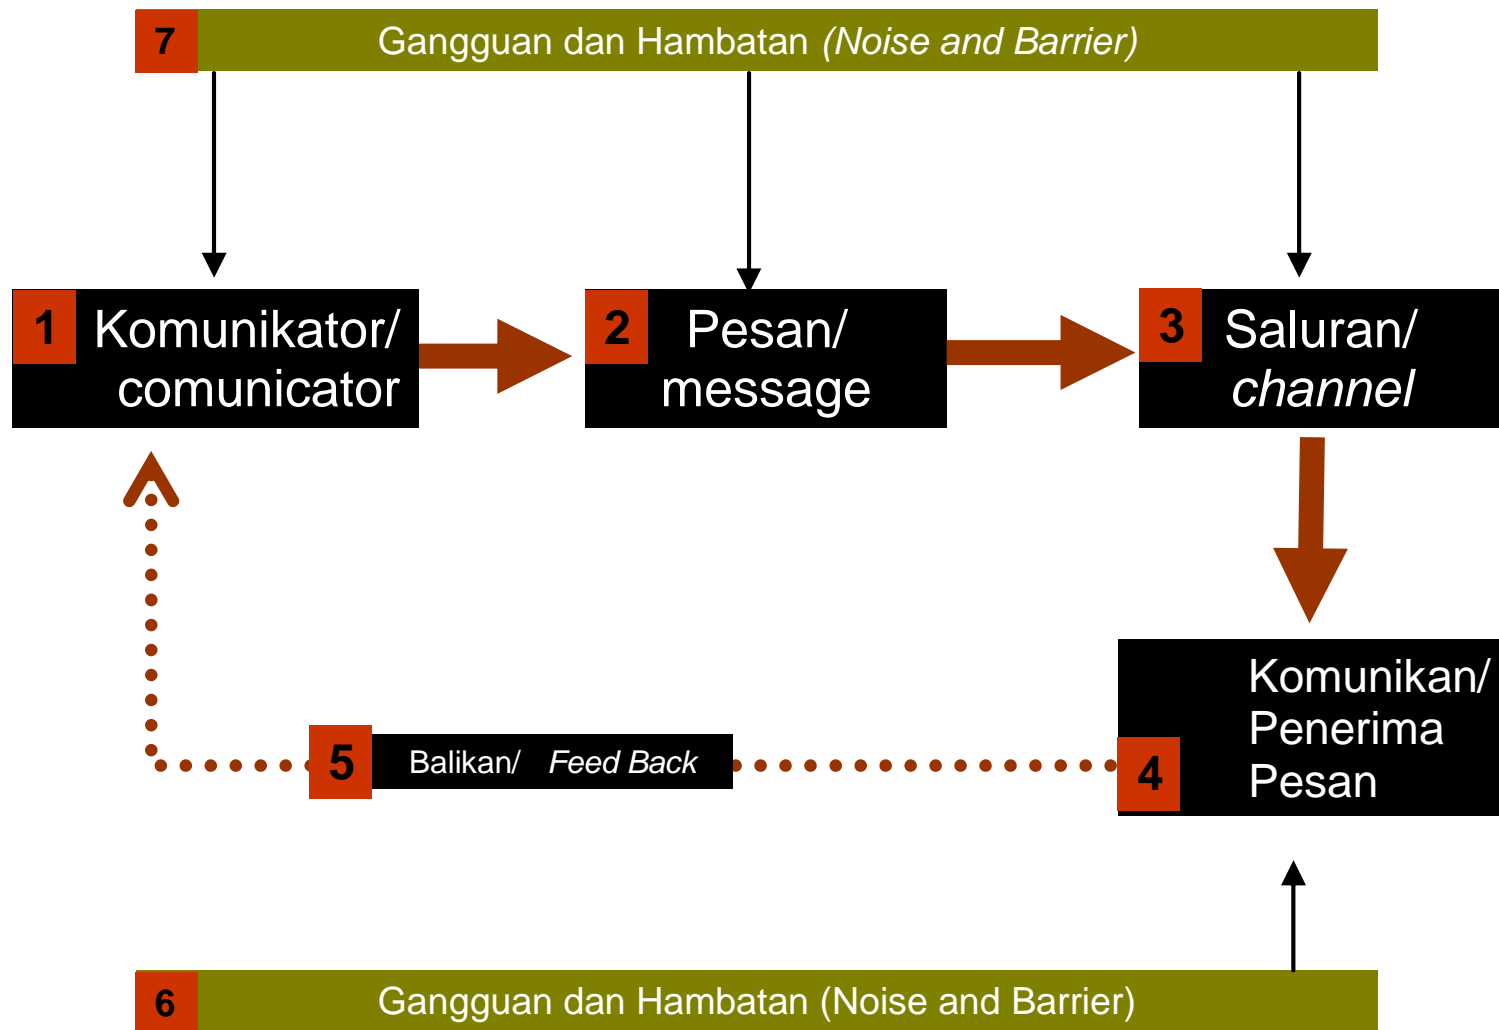 7 Gangguan dan Hambatan (Noise and Barrier)
1 Komunikator/
comunicator
2 Pesan/
message
3 Saluran/
channel
Komunikan/
Penerima
4 Pesan
5 Balikan/ Feed Back
6 Gangguan dan Hambatan (Noise and Barrier)